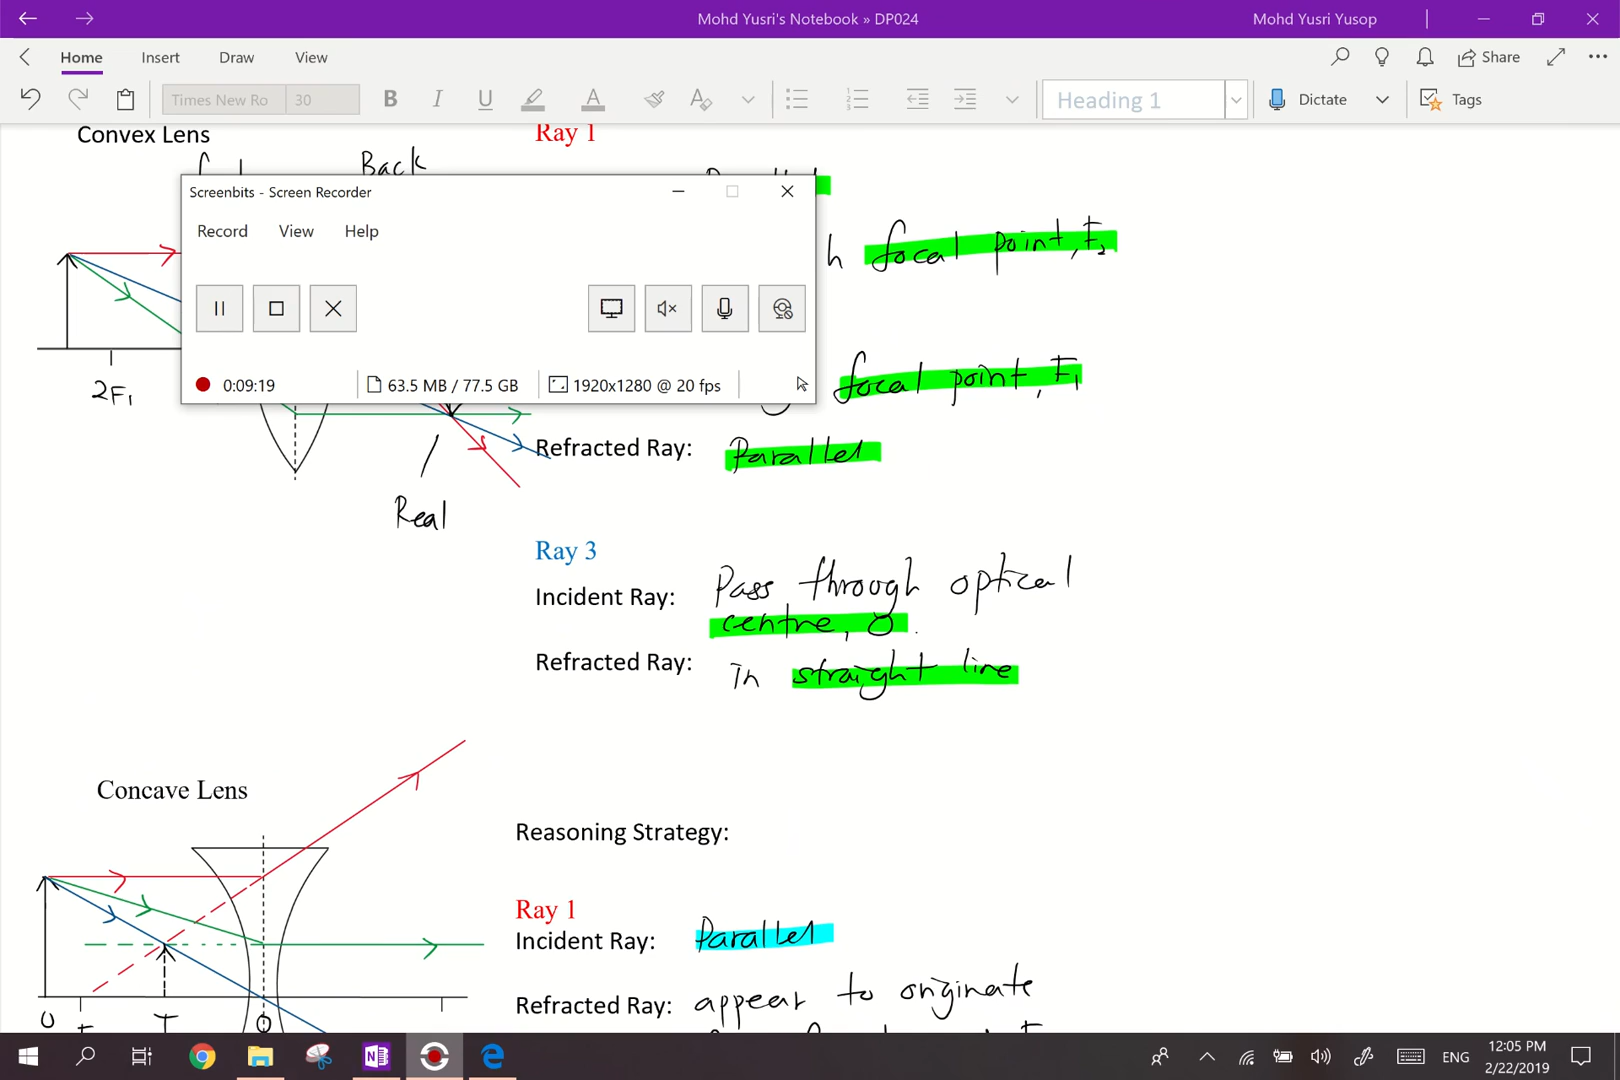 Mohd Yusri's Notebook » DP024
Mohd Yusri Yusop
Home Insert Draw View
Share
Times New Ro 30
B I U A
Heading 1
Dictate
Tags
Convex Lens
Ray 1
Back
Screenbits - Screen Recorder
Record View Help
0:09:19
63.5 MB / 77.5 GB
1920x1280 @ 20 fps
h focal point, F2
2F1
focal point, F1
Refracted Ray: Parallel
Real
Ray 3
Incident Ray: Pass through optical
centre, O.
Refracted Ray: in straight line
Concave Lens
Reasoning Strategy:
Ray 1
Incident Ray: Parallel
Refracted Ray: appear to originate
O I O
ENG
12:05 PM
2/22/2019